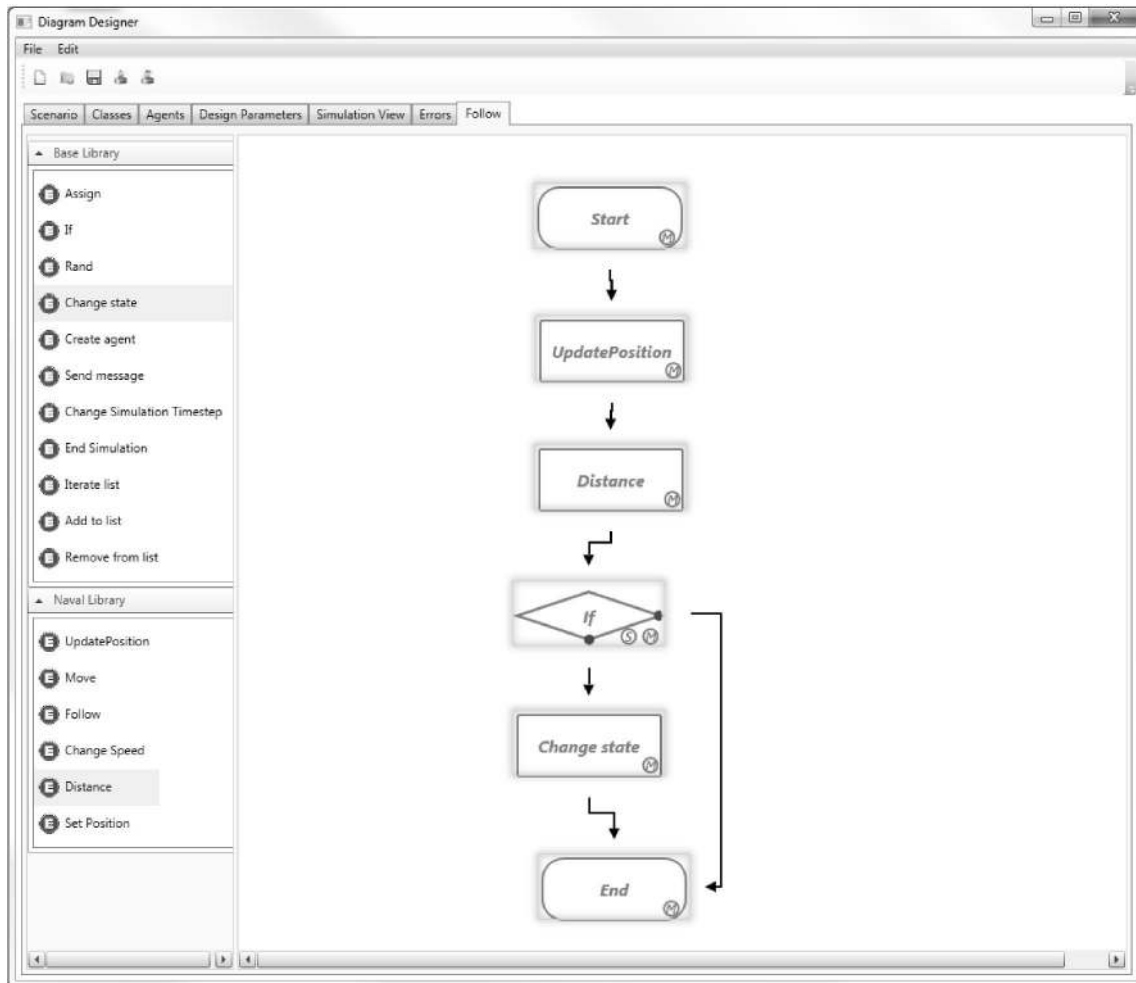 Diagram Designer
File Edit
Scenario Classes Agents Design Parameters Simulation View Errors Follow
Base Library
Assign
If
Rand
Change state
Create agent
Send message
Change Simulation Timestep
End Simulation
Iterate list
Add to list
Remove from list
Naval Library
UpdatePosition
Move
Follow
Change Speed
Distance
Set Position
Start
M
UpdatePosition
M
Distance
M
If
S M
Change state
M
End
M